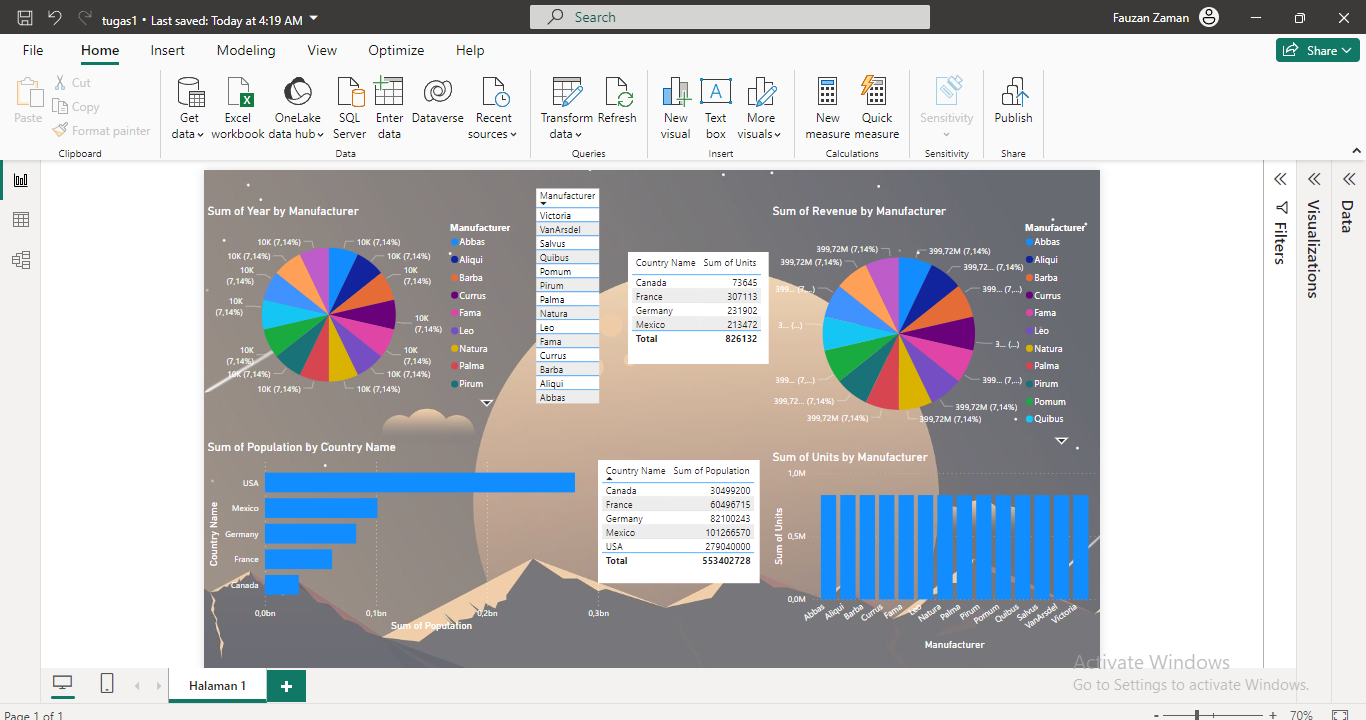 tugas1 • Last saved: Today at 4:19 AM
Search
Fauzan Zaman
File Home Insert Modeling View Optimize Help
Share
Paste
Cut
Copy
Format painter
Clipboard
Get data
Excel workbook
OneLake data hub
SQL Server
Enter data
Dataverse
Recent sources
Data
Transform data
Refresh
Queries
New visual
Text box
More visuals
Insert
New measure
Quick measure
Calculations
Sensitivity
Sensitivity
Publish
Share
Filters
Visualizations
Data
Sum of Year by Manufacturer
10K (7,14%)
10K (7,14%)
10K (7,14%)
10K (7,14%)
10K (7,14%)
10K (7,14%)
10K (7,14%)
10K (7,14%)
10K (7,14%)
10K (7,14%)
10K (7,14%)
10K (7,14%)
10K (7,14%)
10K (7,14%)
Manufacturer
Abbas
Aliqui
Barba
Currus
Fama
Leo
Natura
Palma
Pirum
Manufacturer
Victoria
VanArsdel
Salvus
Quibus
Pomum
Pirum
Palma
Natura
Leo
Fama
Currus
Barba
Aliqui
Abbas
Country Name Sum of Units
Canada 73645
France 307113
Germany 231902
Mexico 213472
Total 826132
Sum of Revenue by Manufacturer
399,72M (7,14%)
399,72M (7,14%)
399,72M (7,14%)
399,72... (7,14%)
399... (7,...)
399... (7,...)
3... (...)
3... (...)
399... (7,...)
399... (7,...)
399,72... (7,14%)
399,72M (7,14%)
399,72M (7,14%)
399,72M (7,14%)
Manufacturer
Abbas
Aliqui
Barba
Currus
Fama
Leo
Natura
Palma
Pirum
Pomum
Quibus
Sum of Population by Country Name
Country Name
USA
Mexico
Germany
France
Canada
0,0bn 0,1bn 0,2bn 0,3bn
Sum of Population
Country Name Sum of Population
Canada 30499200
France 60496715
Germany 82100243
Mexico 101266570
USA 279040000
Total 553402728
Sum of Units by Manufacturer
Sum of Units
1,0M
0,5M
0,0M
Abbas Aliqui Barba Currus Fama Leo Natura Palma Pirum Pomum Quibus Salvus VanArsdel Victoria
Manufacturer
Activate Windows
Go to Settings to activate Windows.
Halaman 1
Page 1 of 1
70%